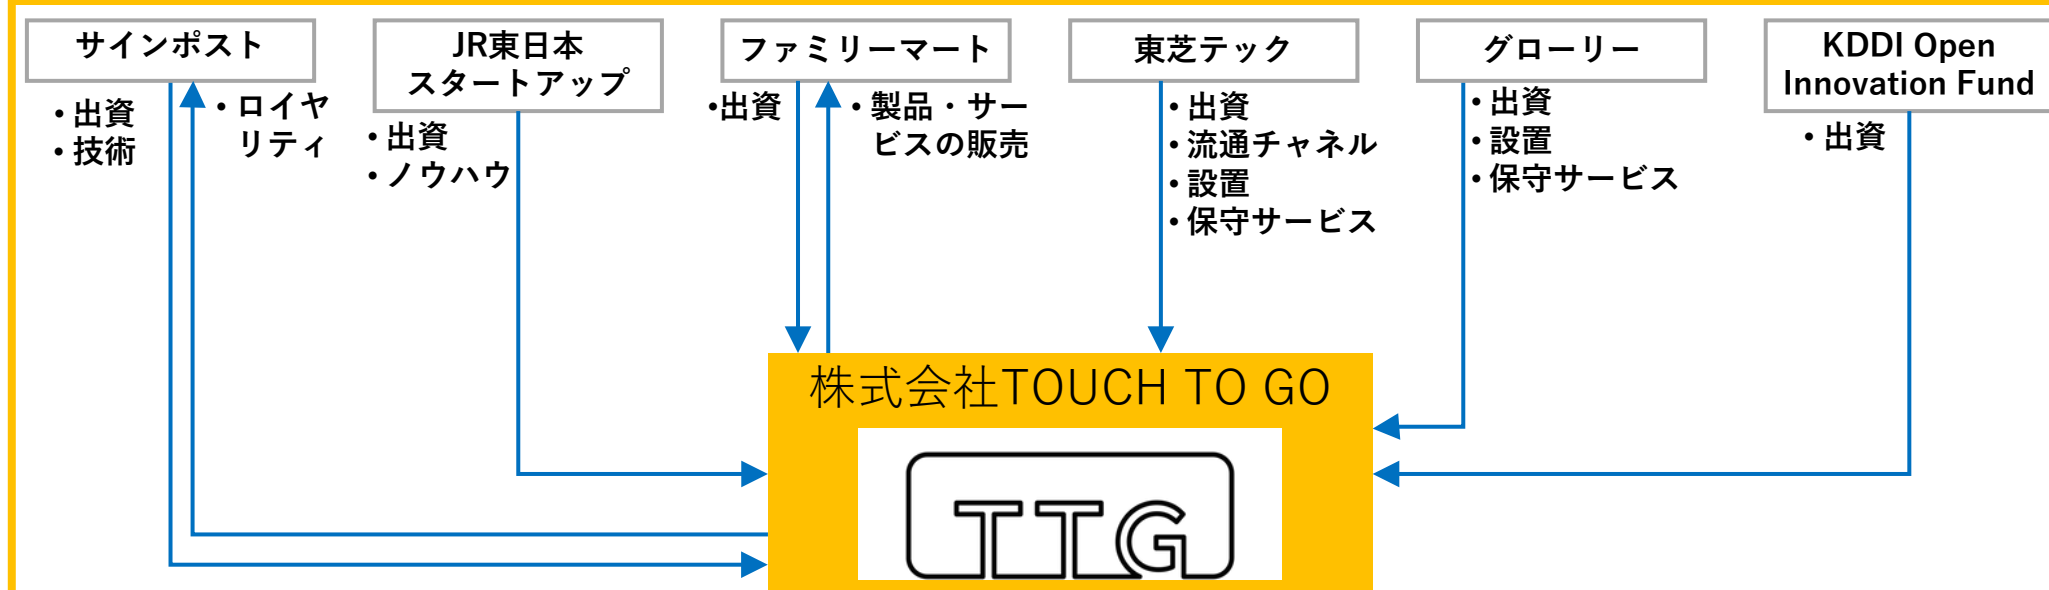 サインポスト
・出資
・技術
・ロイヤ
リティ
JR東日本
スタートアップ
・出資
・ノウハウ
ファミリーマート
・出資
・製品・サー
ビスの販売
東芝テック
・出資
・流通チャネル
・設置
・保守サービス
グローリー
・出資
・設置
・保守サービス
KDDI Open
Innovation Fund
・出資
株式会社TOUCH TO GO
TTG